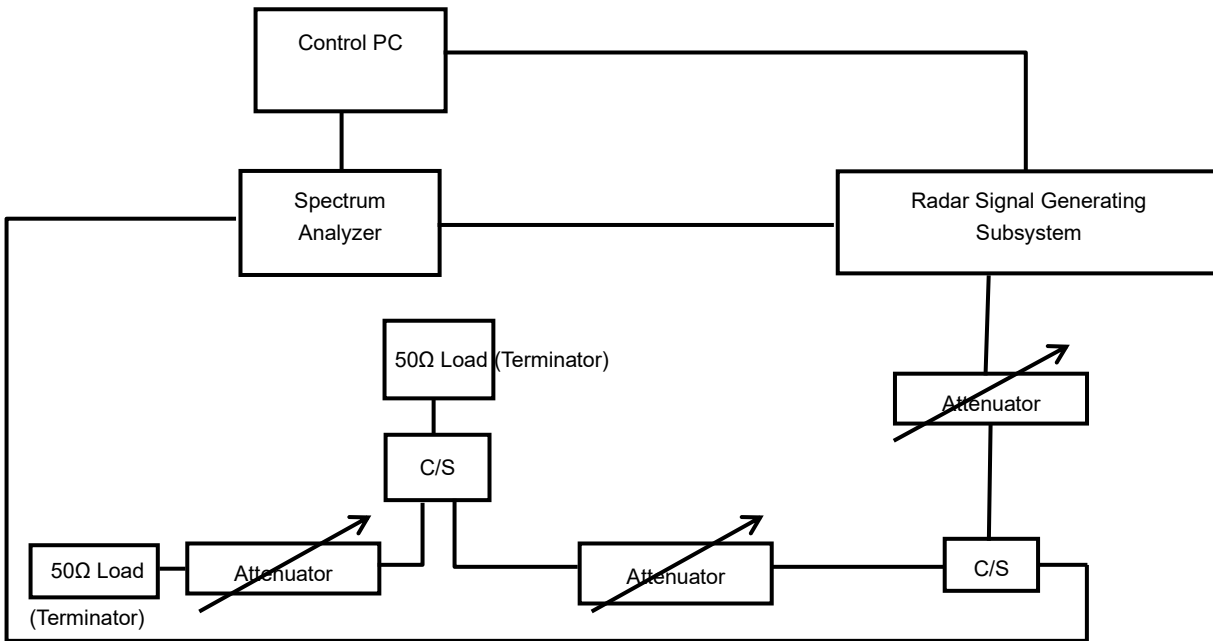 Control PC
Spectrum
Analyzer
Radar Signal Generating
Subsystem
50Ω Load (Terminator)
Attenuator
C/S
50Ω Load
(Terminator)
Attenuator
Attenuator
C/S